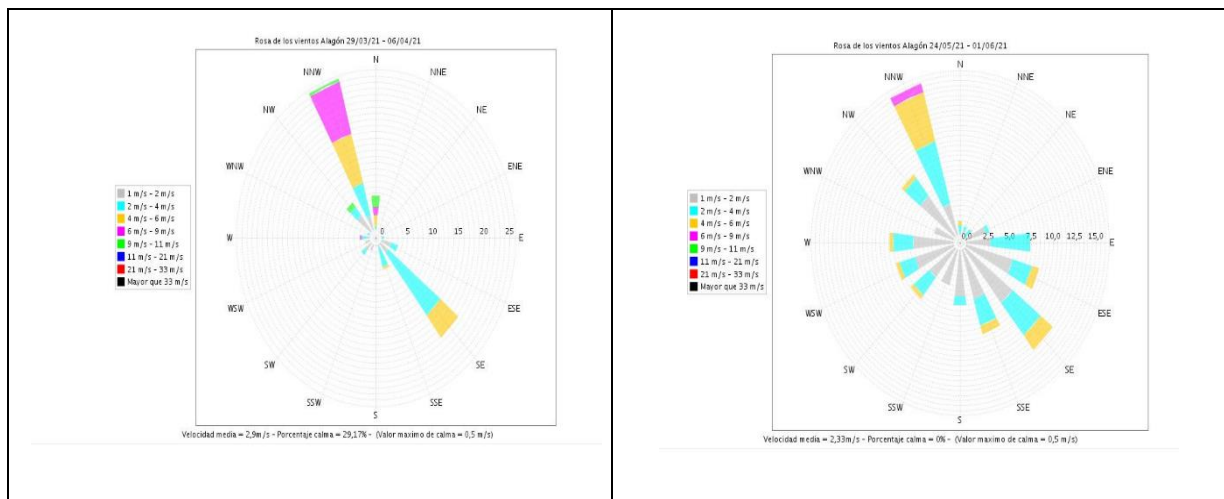 Rosa de los vientos Alagón 29/03/21 - 06/04/21
N
NNW
NNE
NW
NE
WNW
ENE
1 m/s - 2 m/s
2 m/s - 4 m/s
4 m/s - 6 m/s
6 m/s - 9 m/s
9 m/s - 11 m/s
11 m/s - 21 m/s
21 m/s - 33 m/s
Mayor que 33 m/s
W
0 5 10 15 20 25
E
WSW
ESE
SW
SE
SSW
SSE
S
Velocidad media = 2,9m/s - Porcentaje calma = 29,17% - (Valor maximo de calma = 0,5 m/s)
Rosa de los vientos Alagón 24/05/21 - 01/06/21
N
NNW
NNE
NW
NE
WNW
ENE
1 m/s - 2 m/s
2 m/s - 4 m/s
4 m/s - 6 m/s
6 m/s - 9 m/s
9 m/s - 11 m/s
11 m/s - 21 m/s
21 m/s - 33 m/s
Mayor que 33 m/s
W
0,0 2,5 5,0 7,5 10,0 12,5 15,0
E
WSW
ESE
SW
SE
SSW
SSE
S
Velocidad media = 2,33m/s - Porcentaje calma = 0% - (Valor maximo de calma = 0,5 m/s)